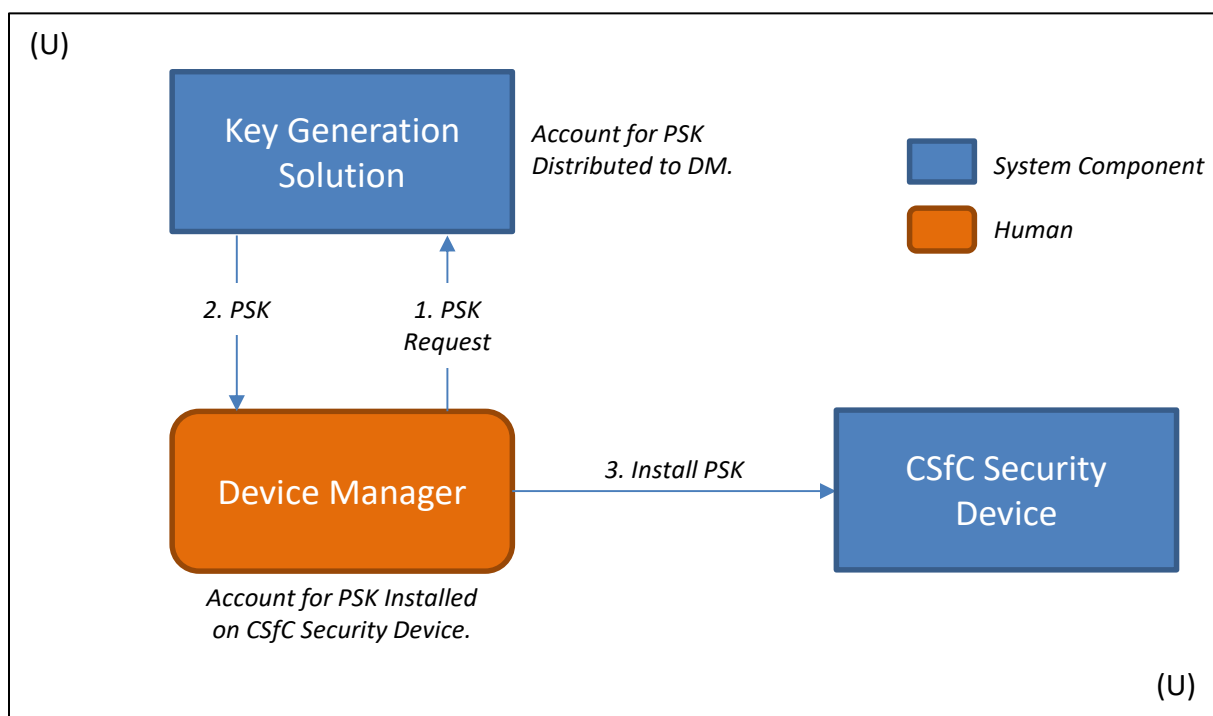 (U)
Key Generation
Solution
Account for PSK
Distributed to DM.
System Component
Human
2. PSK
1. PSK
Request
Device Manager
3. Install PSK
CSfC Security
Device
Account for PSK Installed
on CSfC Security Device.
(U)